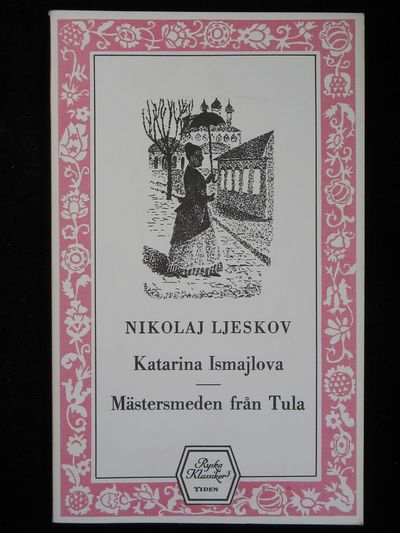 NIKOLAJ LJESKOV
Katarina Ismajlova
Mästersmeden från Tula
Ryska
Klassiker
TIDEN